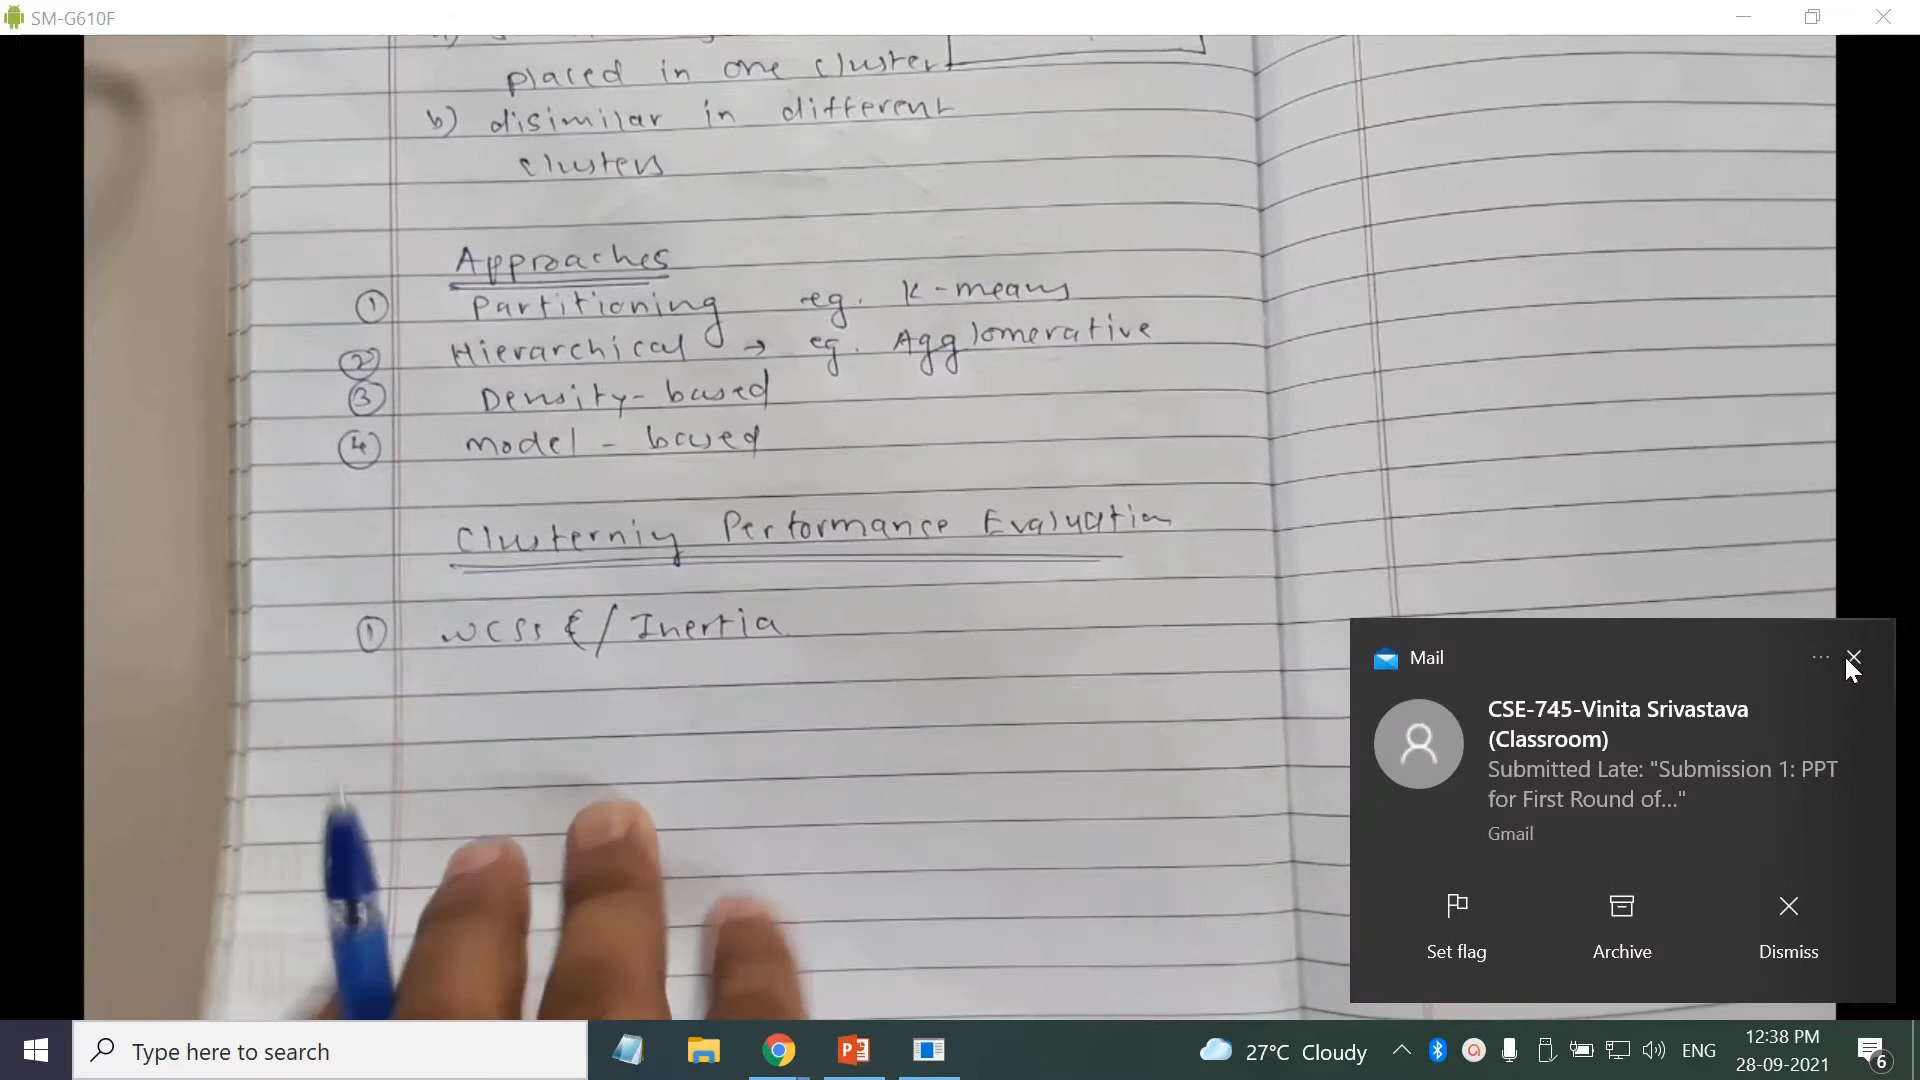 SM-G610F
placed in one cluster
b) disimilar in different
clusters
Approaches
① Partitioning eg. K-means
② Hierarchical → eg. Agglomerative
③ Density-based
④ model-based
Clusterniy Performance Evaluation
① WCSS / Inertia
Mail
CSE-745-Vinita Srivastava
(Classroom)
Submitted Late: "Submission 1: PPT
for First Round of..."
Gmail
Set flag Archive Dismiss
Type here to search
27°C Cloudy
ENG
12:38 PM
28-09-2021
6